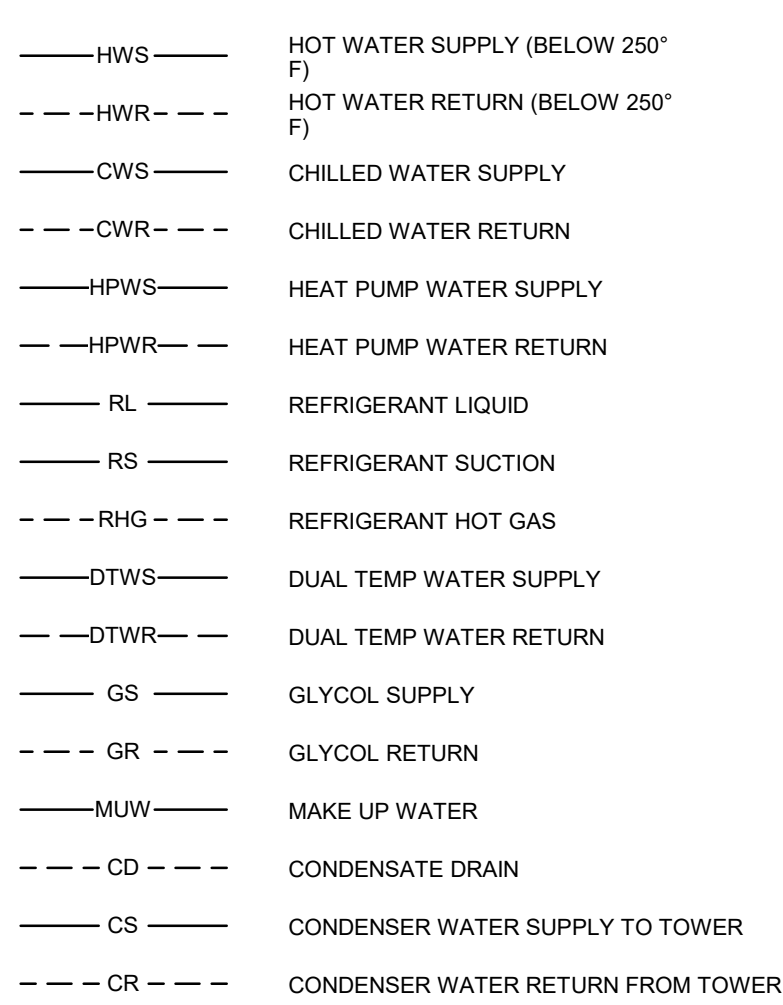 HWS HOT WATER SUPPLY (BELOW 250°
F)
HWR HOT WATER RETURN (BELOW 250°
F)
CWS CHILLED WATER SUPPLY
CWR CHILLED WATER RETURN
HPWS HEAT PUMP WATER SUPPLY
HPWR HEAT PUMP WATER RETURN
RL REFRIGERANT LIQUID
RS REFRIGERANT SUCTION
RHG REFRIGERANT HOT GAS
DTWS DUAL TEMP WATER SUPPLY
DTWR DUAL TEMP WATER RETURN
GS GLYCOL SUPPLY
GR GLYCOL RETURN
MUW MAKE UP WATER
CD CONDENSATE DRAIN
CS CONDENSER WATER SUPPLY TO TOWER
CR CONDENSER WATER RETURN FROM TOWER